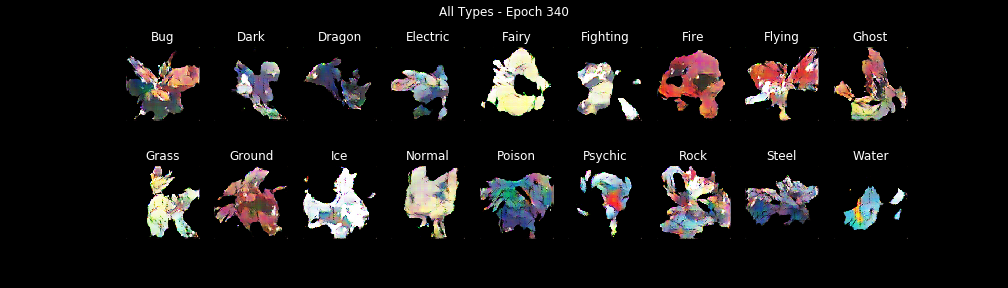 All Types - Epoch 340
Bug Dark Dragon Electric Fairy Fighting Fire Flying Ghost
Grass Ground Ice Normal Poison Psychic Rock Steel Water